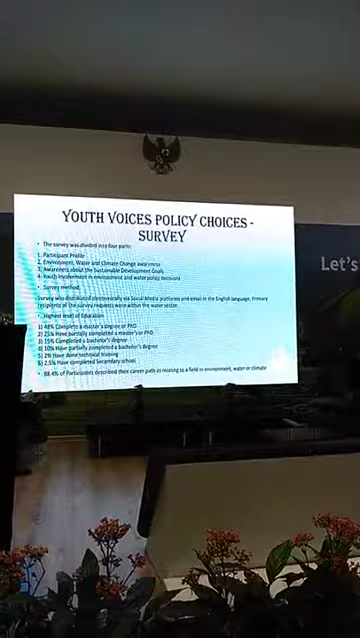 YOUTH VOICES POLICY CHOICES -
SURVEY
• The survey was divided into four parts:
1. Participant Profile
2. Environment, Water and Climate Change awareness
3. Awareness about the Sustainable Development Goals
4. Youth involvement in environment and water policy decisions
• Survey method
Survey was distributed electronically via Social Media platforms and email in the English language. Primary
recipients of the survey requests were within the water sector.
• Highest level of Education
1) 48% Complete a master's degree or PhD
2) 25% Have partially completed a master's or PhD
3) 15% Completed a bachelor's degree
4) 10% Have partially completed a bachelor's degree
5) 2% Have done technical training
6) 2.5% Have completed Secondary school
• 88.4% of Participants described their career path as relating to a field in environment, water or climate
Let's